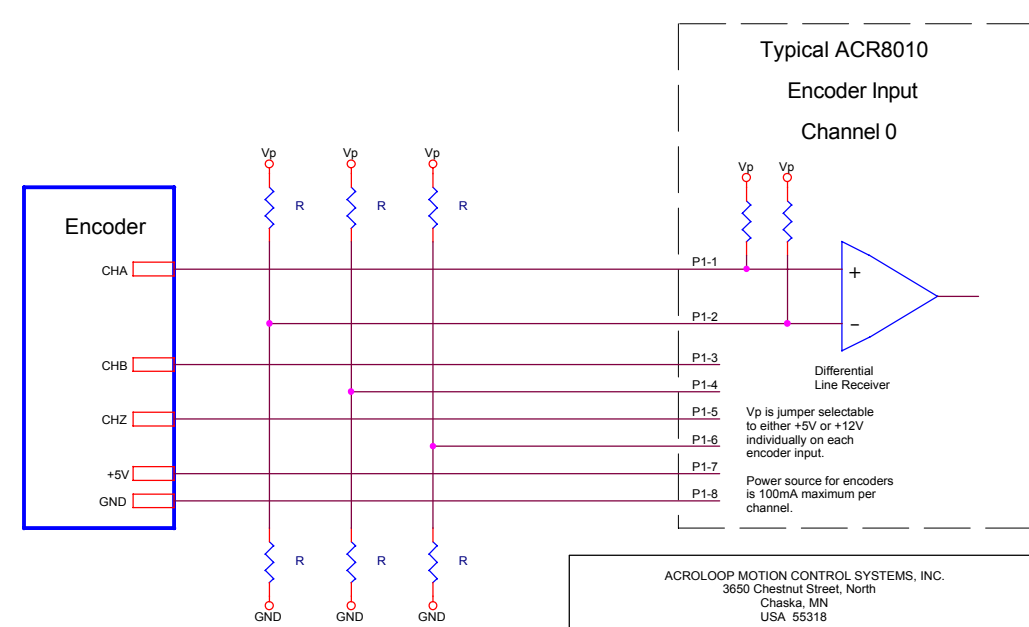 Typical ACR8010
Encoder Input
Channel 0
Vp
Vp
Vp
Vp
Vp
R
R
R
Encoder
CHA
P1-1
+
P1-2
−
CHB
P1-3
Differential
Line Receiver
P1-4
CHZ
P1-5
P1-6
Vp is jumper selectable
to either +5V or +12V
individually on each
encoder input.
+5V
P1-7
GND
P1-8
Power source for encoders
is 100mA maximum per
channel.
R
R
R
GND
GND
GND
ACROLOOP MOTION CONTROL SYSTEMS, INC.
3650 Chestnut Street, North
Chaska, MN
USA 55318